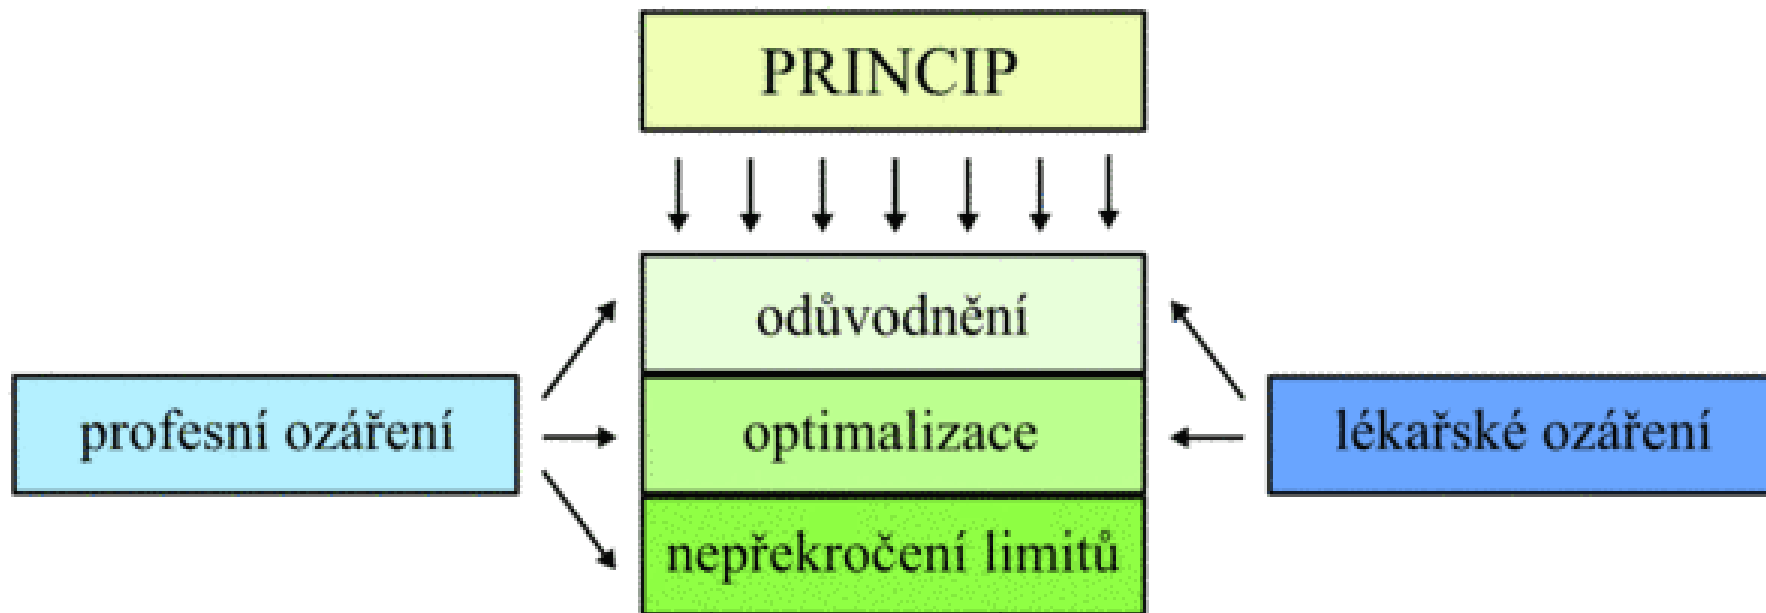 PRINCIP
odůvodnění
profesní ozáření
optimalizace
lékařské ozáření
nepřekročení limitů